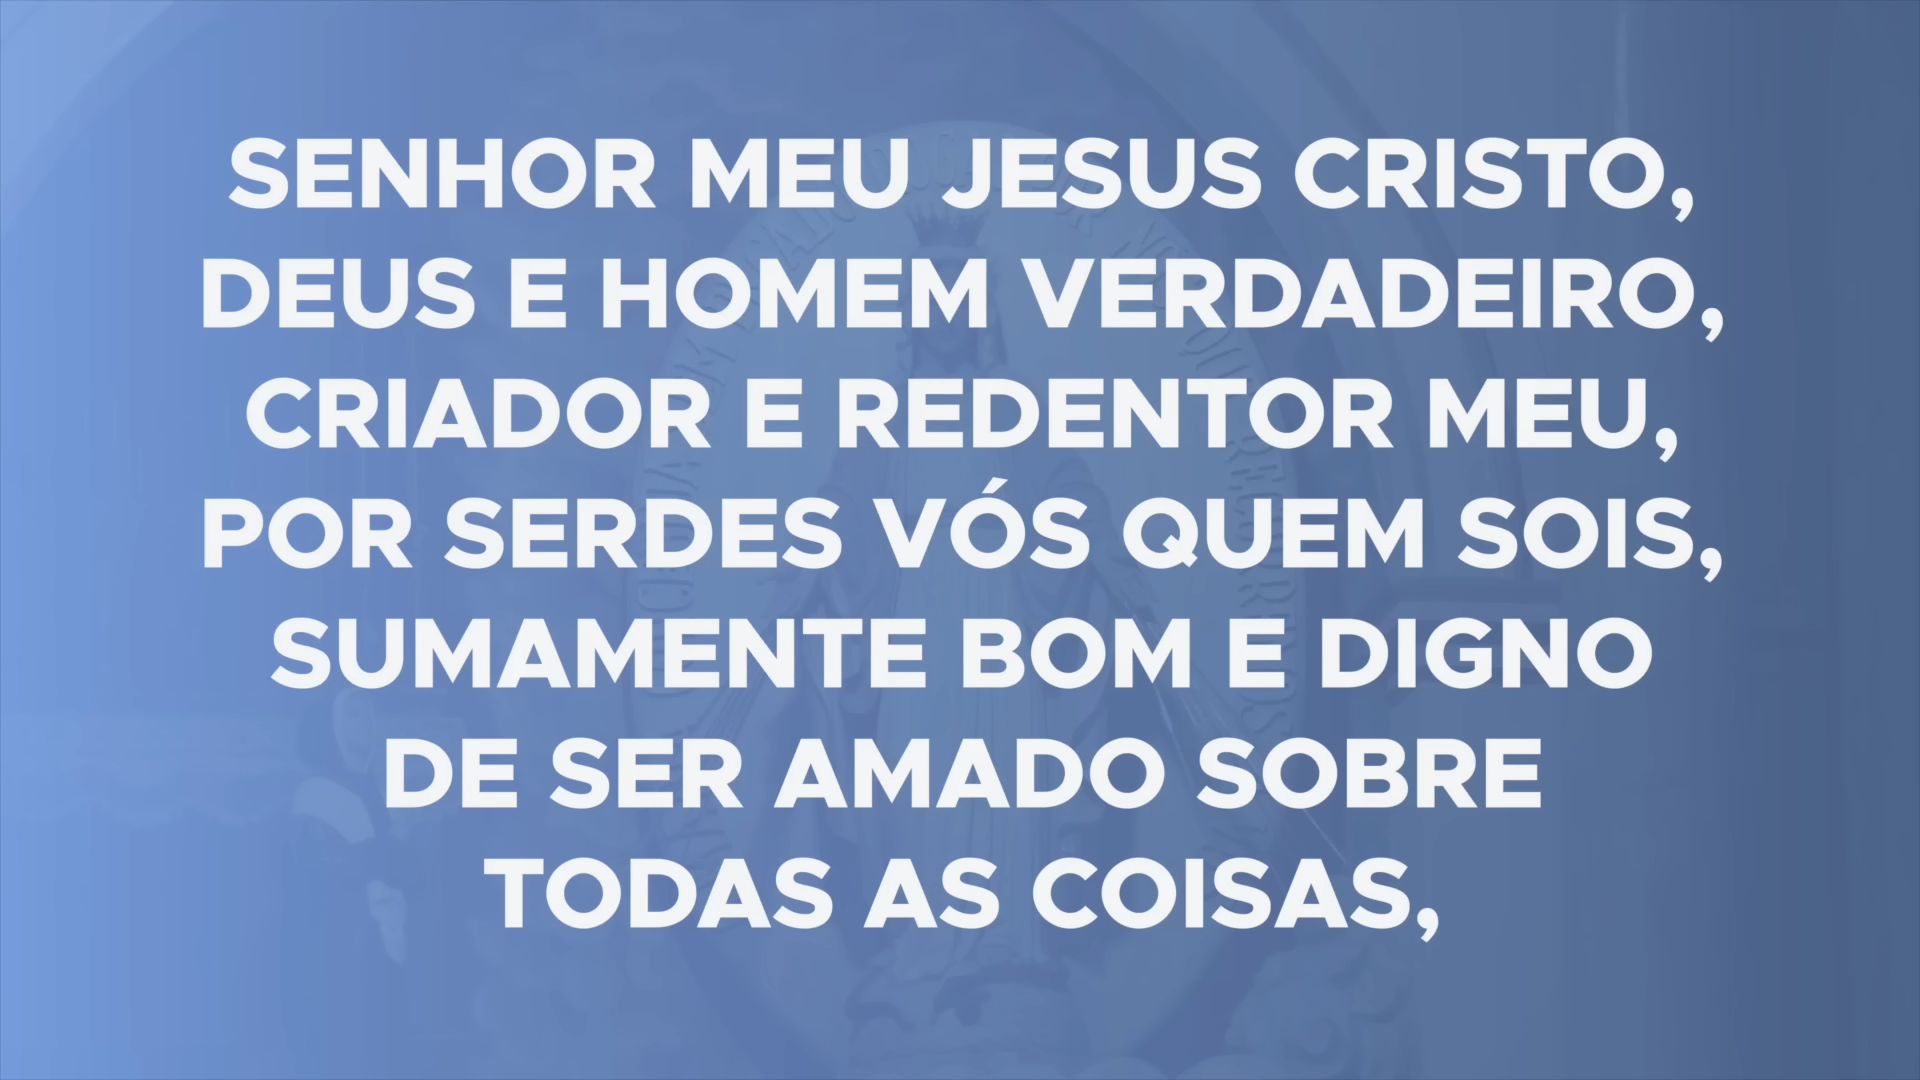 SENHOR MEU JESUS CRISTO,
DEUS E HOMEM VERDADEIRO,
CRIADOR E REDENTOR MEU,
POR SERDES VÓS QUEM SOIS,
SUMAMENTE BOM E DIGNO
DE SER AMADO SOBRE
TODAS AS COISAS,